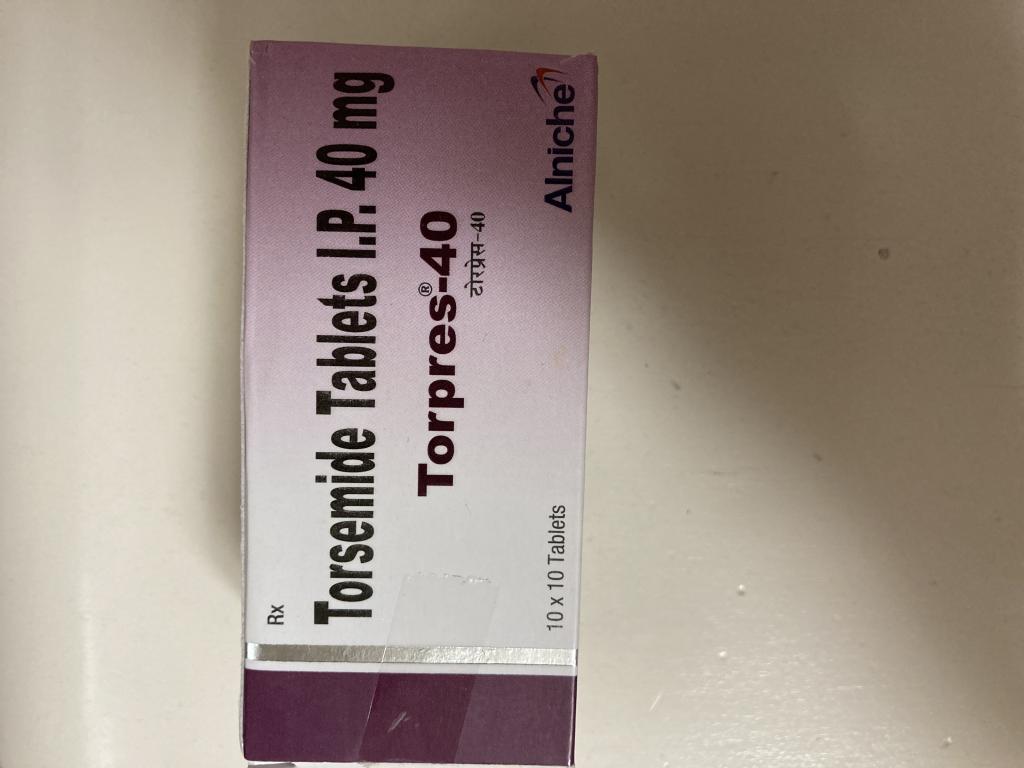 Rx
Torsemide Tablets I.P. 40 mg
Torpres®-40
टोरप्रेस-40
10 x 10 Tablets
Alniche